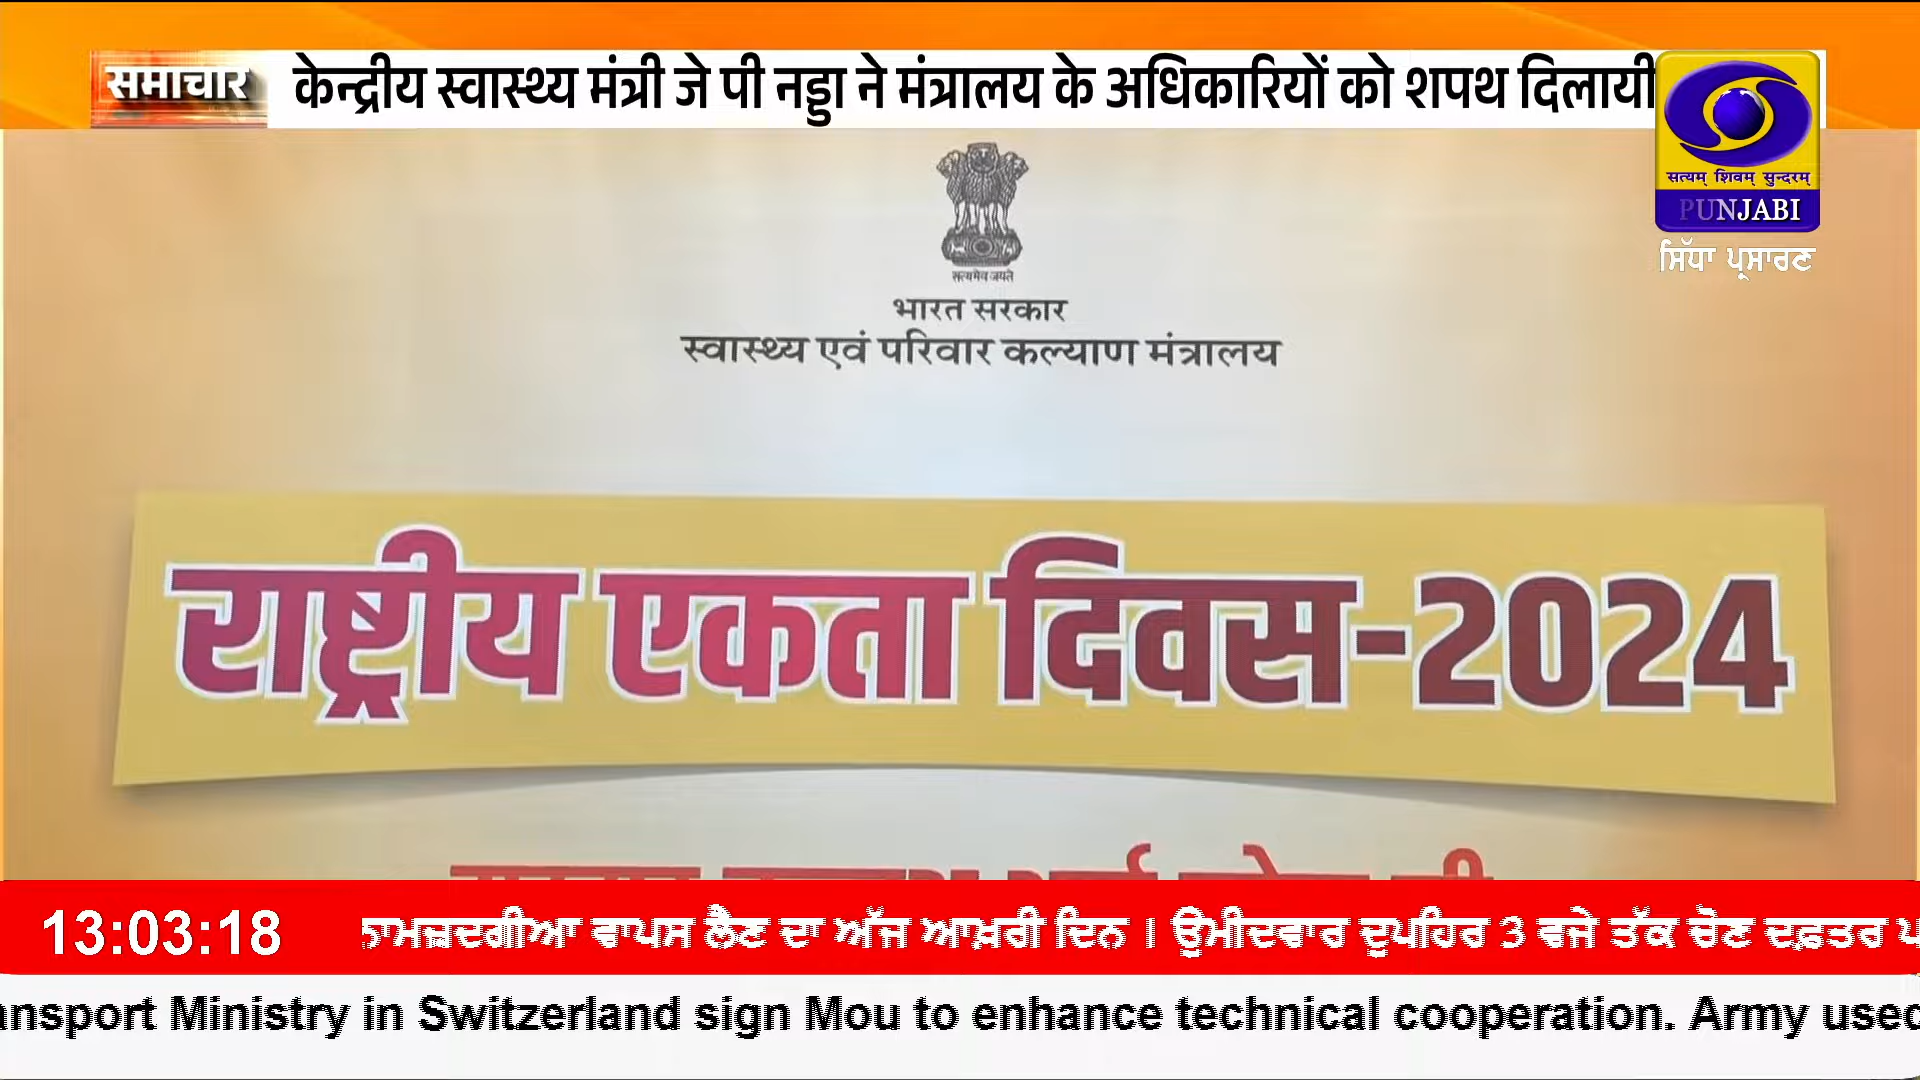 समाचार
केन्द्रीय स्वास्थ्य मंत्री जे पी नड्डा ने मंत्रालय के अधिकारियों को शपथ दिलायी
सत्यम् शिवम् सुन्दरम्
PUNJABI
ਸਿੱਧਾ ਪ੍ਰਸਾਰਣ
सत्यमेव जयते
भारत सरकार
स्वास्थ्य एवं परिवार कल्याण मंत्रालय
राष्ट्रीय एकता दिवस-2024
13:03:18
ਨਾਮਜ਼ਦਗੀਆ ਵਾਪਸ ਲੈਣ ਦਾ ਅੱਜ ਆਖ਼ਰੀ ਦਿਨ । ਉਮੀਦਵਾਰ ਦੁਪਹਿਰ 3 ਵਜੇ ਤੱਕ ਚੋਣ ਦਫ਼ਤਰ ਪ
ansport Ministry in Switzerland sign Mou to enhance technical cooperation. Army used